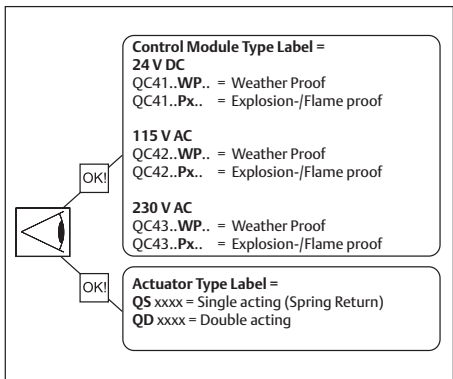 Control Module Type Label =
24 V DC
QC41..WP.. = Weather Proof
QC41..Px.. = Explosion-/Flame proof
115 V AC
QC42..WP.. = Weather Proof
QC42..Px.. = Explosion-/Flame proof
OK!
230 V AC
QC43..WP.. = Weather Proof
QC43..Px.. = Explosion-/Flame proof
OK!
Actuator Type Label =
QS xxxx = Single acting (Spring Return)
QD xxxx = Double acting